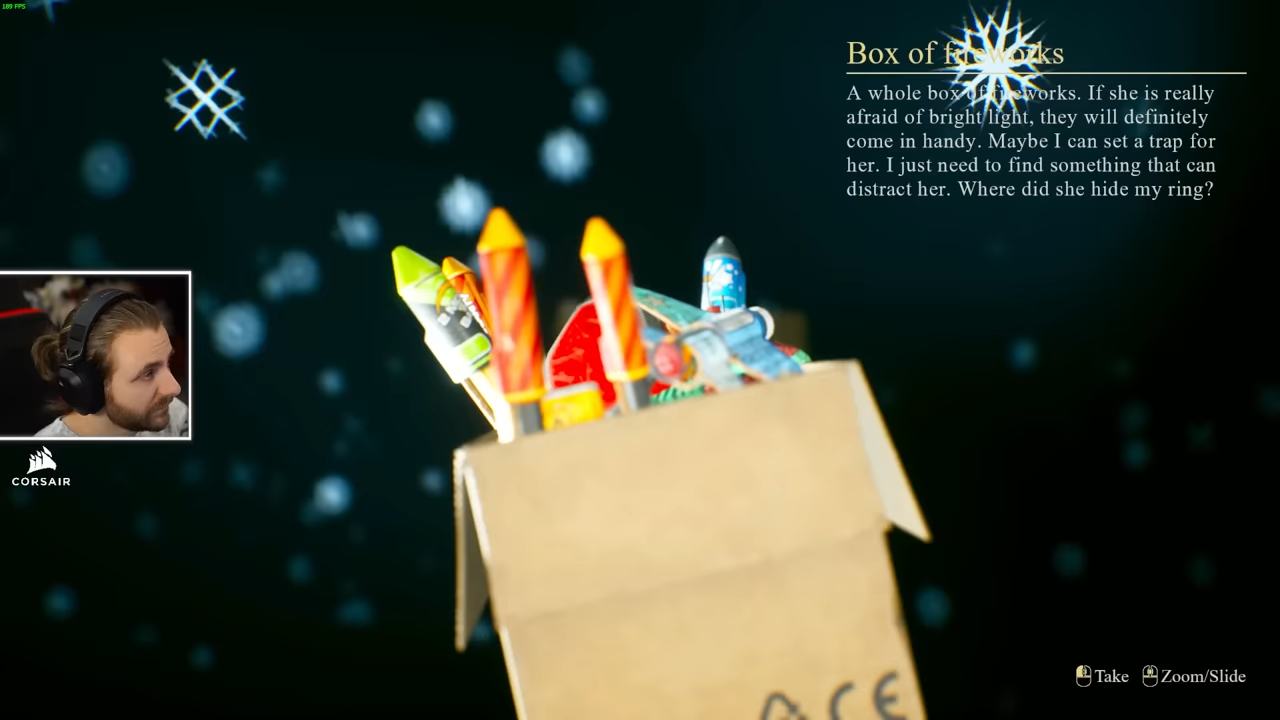 189 FPS
Box of fireworks
A whole box of fireworks. If she is really
afraid of bright light, they will definitely
come in handy. Maybe I can set a trap for
her. I just need to find something that can
distract her. Where did she hide my ring?
CORSAIR
Take Zoom/Slide